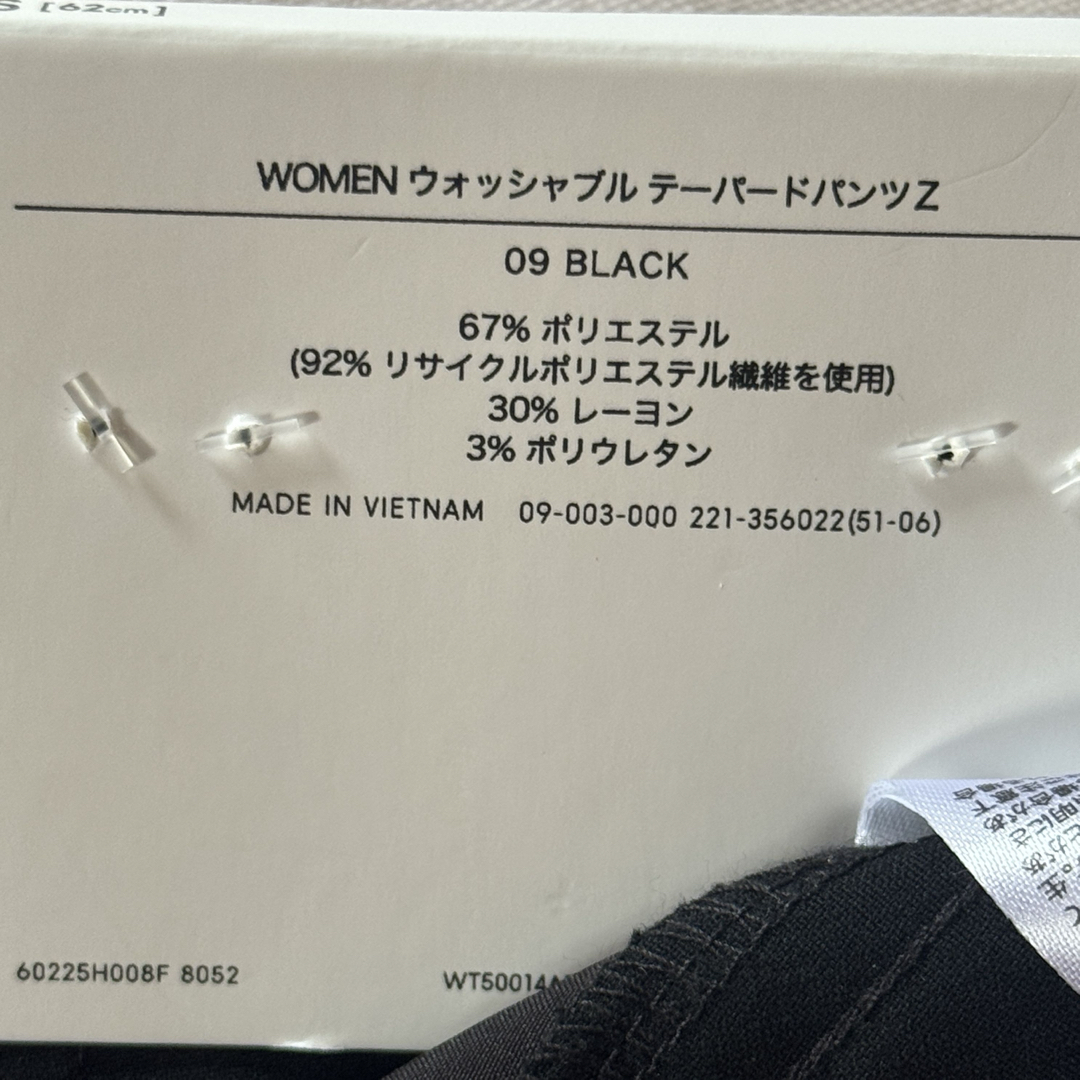 S [62cm]
WOMEN ウォッシャブル テーパードパンツZ
09 BLACK
67% ポリエステル
(92% リサイクルポリエステル繊維を使用)
30% レーヨン
3% ポリウレタン
MADE IN VIETNAM 09-003-000 221-356022(51-06)
60225H008F 8052
WT50014